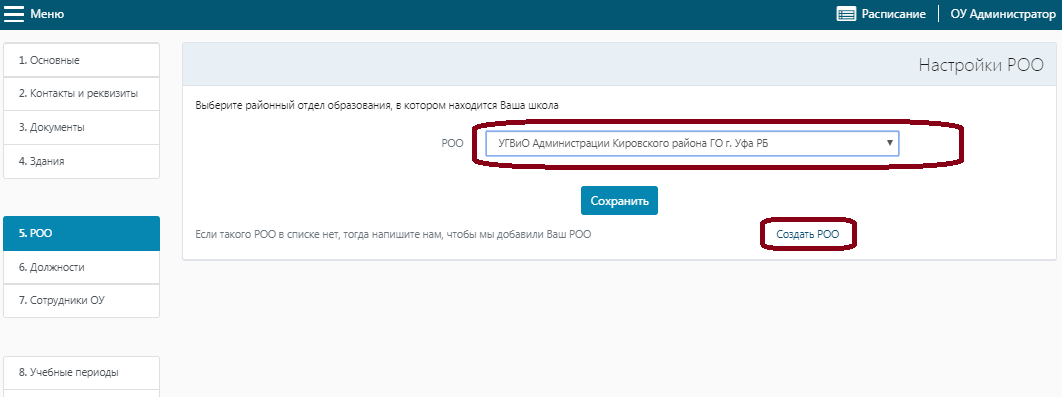 Меню
Расписание
ОУ Администратор
1. Основные
2. Контакты и реквизиты
3. Документы
4. Здания
5. РОО
6. Должности
7. Сотрудники ОУ
8. Учебные периоды
Настройки РОО
Выберите районный отдел образования, в котором находится Ваша школа
РОО
УГВиО Администрации Кировского района ГО г. Уфа РБ
Сохранить
Если такого РОО в списке нет, тогда напишите нам, чтобы мы добавили Ваш РОО
Создать РОО